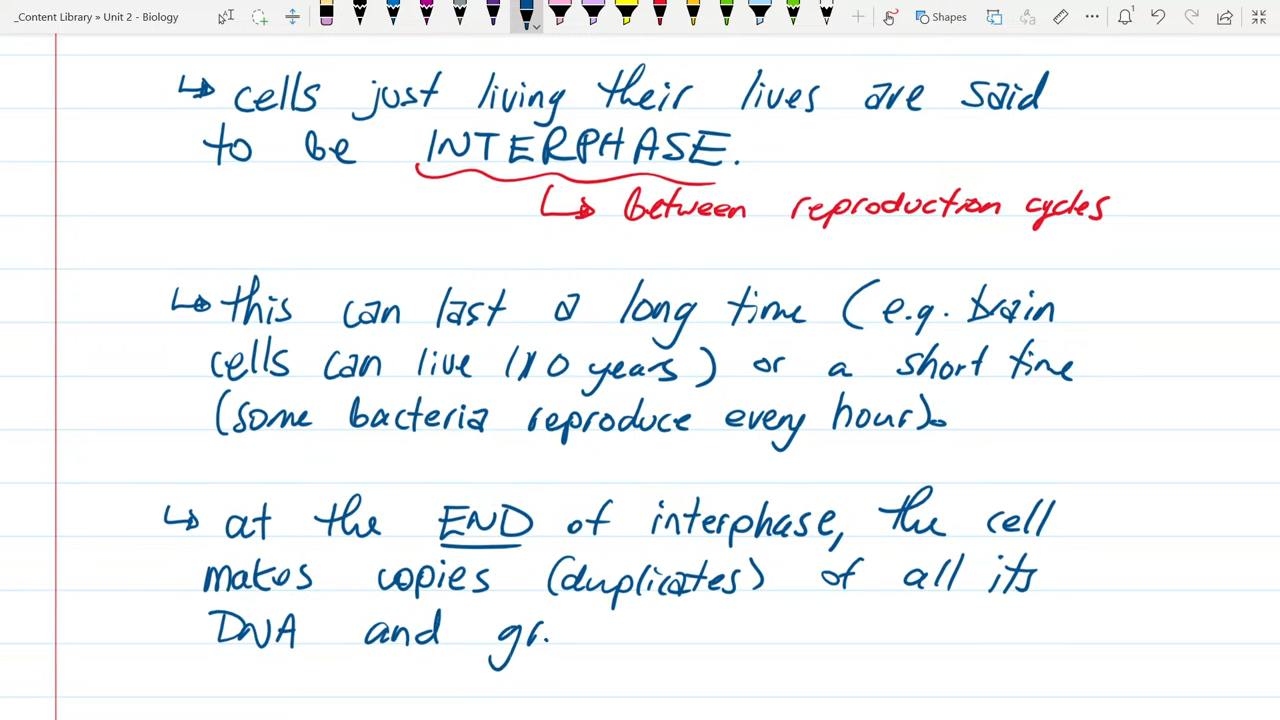 _Content Library » Unit 2 - Biology
Shapes
↳ cells just living their lives are said
to be INTERPHASE.
↳ between reproduction cycles
↳ this can last a long time (e.g. brain
cells can live 110 years) or a short time
(some bacteria reproduce every hour).
↳ at the END of interphase, the cell
makes copies (duplicates) of all its
DNA and gr.